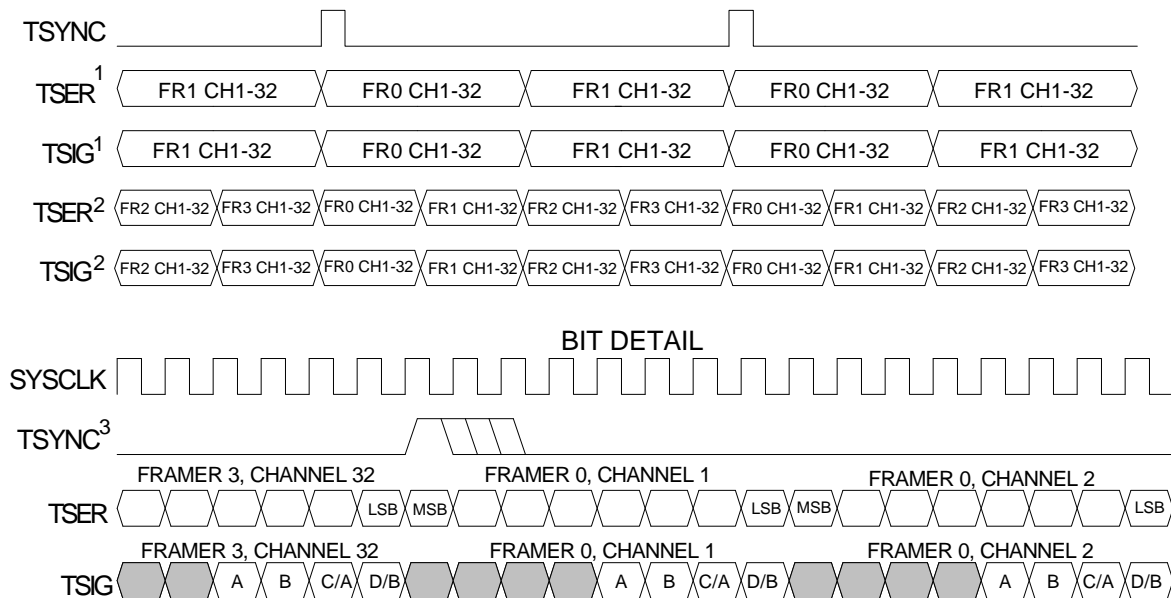 TSYNC
TSER1 FR1 CH1-32 FR0 CH1-32 FR1 CH1-32 FR0 CH1-32 FR1 CH1-32
TSIG1 FR1 CH1-32 FR0 CH1-32 FR1 CH1-32 FR0 CH1-32 FR1 CH1-32
TSER2 FR2 CH1-32 FR3 CH1-32 FR0 CH1-32 FR1 CH1-32 FR2 CH1-32 FR3 CH1-32 FR0 CH1-32 FR1 CH1-32 FR2 CH1-32 FR3 CH1-32
TSIG2 FR2 CH1-32 FR3 CH1-32 FR0 CH1-32 FR1 CH1-32 FR2 CH1-32 FR3 CH1-32 FR0 CH1-32 FR1 CH1-32 FR2 CH1-32 FR3 CH1-32
BIT DETAIL
SYSCLK
TSYNC3
FRAMER 3, CHANNEL 32 FRAMER 0, CHANNEL 1 FRAMER 0, CHANNEL 2
TSER LSB MSB LSB MSB LSB
FRAMER 3, CHANNEL 32 FRAMER 0, CHANNEL 1 FRAMER 0, CHANNEL 2
TSIG A B C/A D/B A B C/A D/B A B C/A D/B